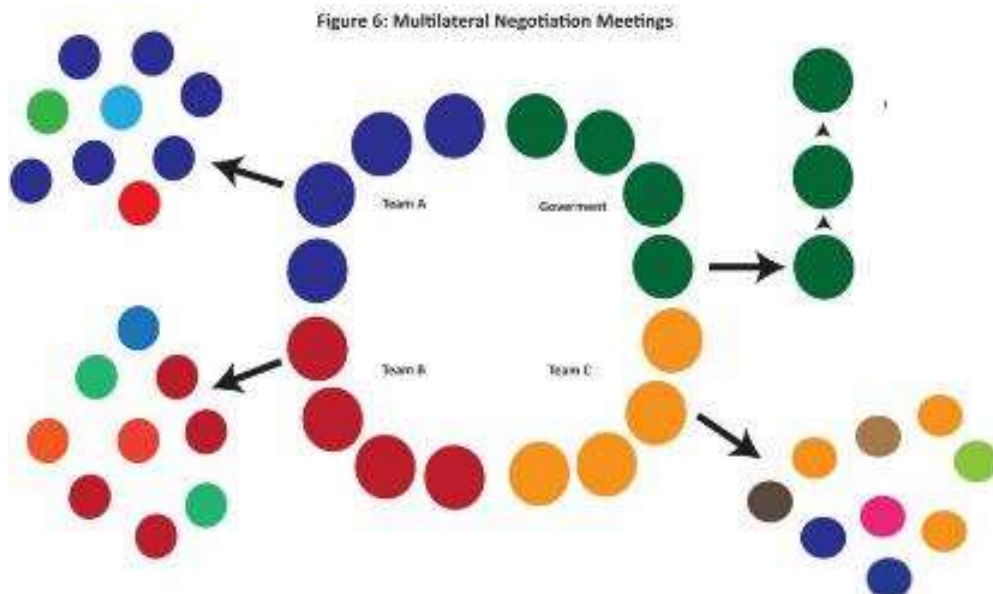 Figure 6: Multilateral Negotiation Meetings
Team A
Goverment
Team B
Team C